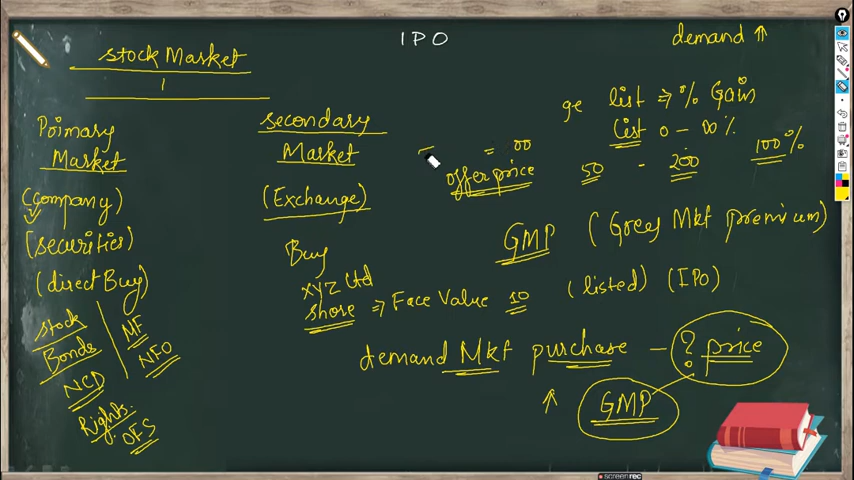 IPO
demand ↑
stock Market
Primary
Market
(company)
(securities)
(direct Buy)
stock
Bonds
NCD
Rights.
OFS
MF
NFO
secondary
Market
(Exchange)
Buy
XYZ Ltd
share ⇒ Face Value 10 (listed) (IPO)
ge list ⇒ % Gain
List 0 - 00%
= 00
offer price 50 - 200 100%
GMP (Grey Mkt premium)
demand Mkt purchase - ? price
↑ GMP
screenrec